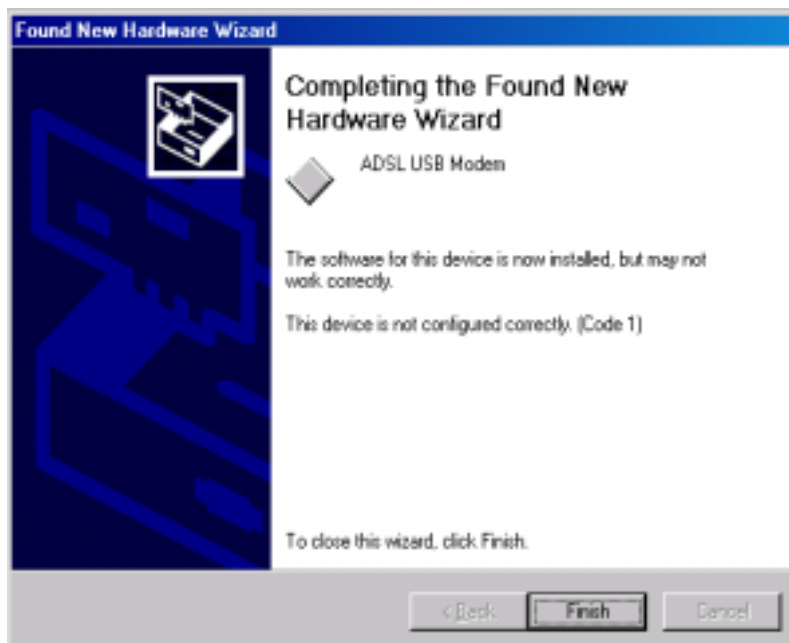 Found New Hardware Wizard
Completing the Found New
Hardware Wizard
ADSL USB Modem
The software for this device is now installed, but may not
work correctly.
This device is not configured correctly. (Code 1)
To close this wizard, click Finish.
< Back
Finish
Cancel